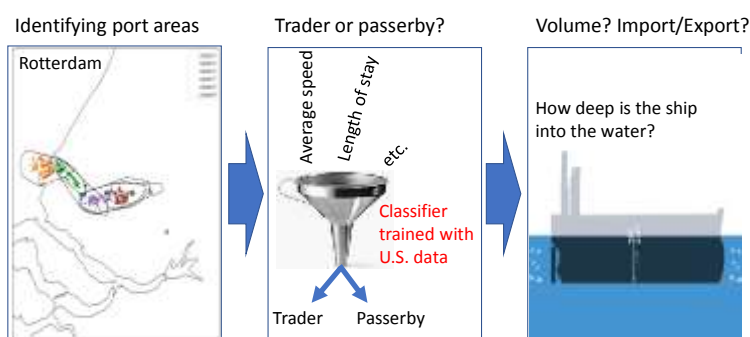 Identifying port areas
Trader or passerby?
Volume? Import/Export?
Rotterdam
Average speed
Length of stay
etc.
Classifier
trained with
U.S. data
Trader
Passerby
How deep is the ship
into the water?